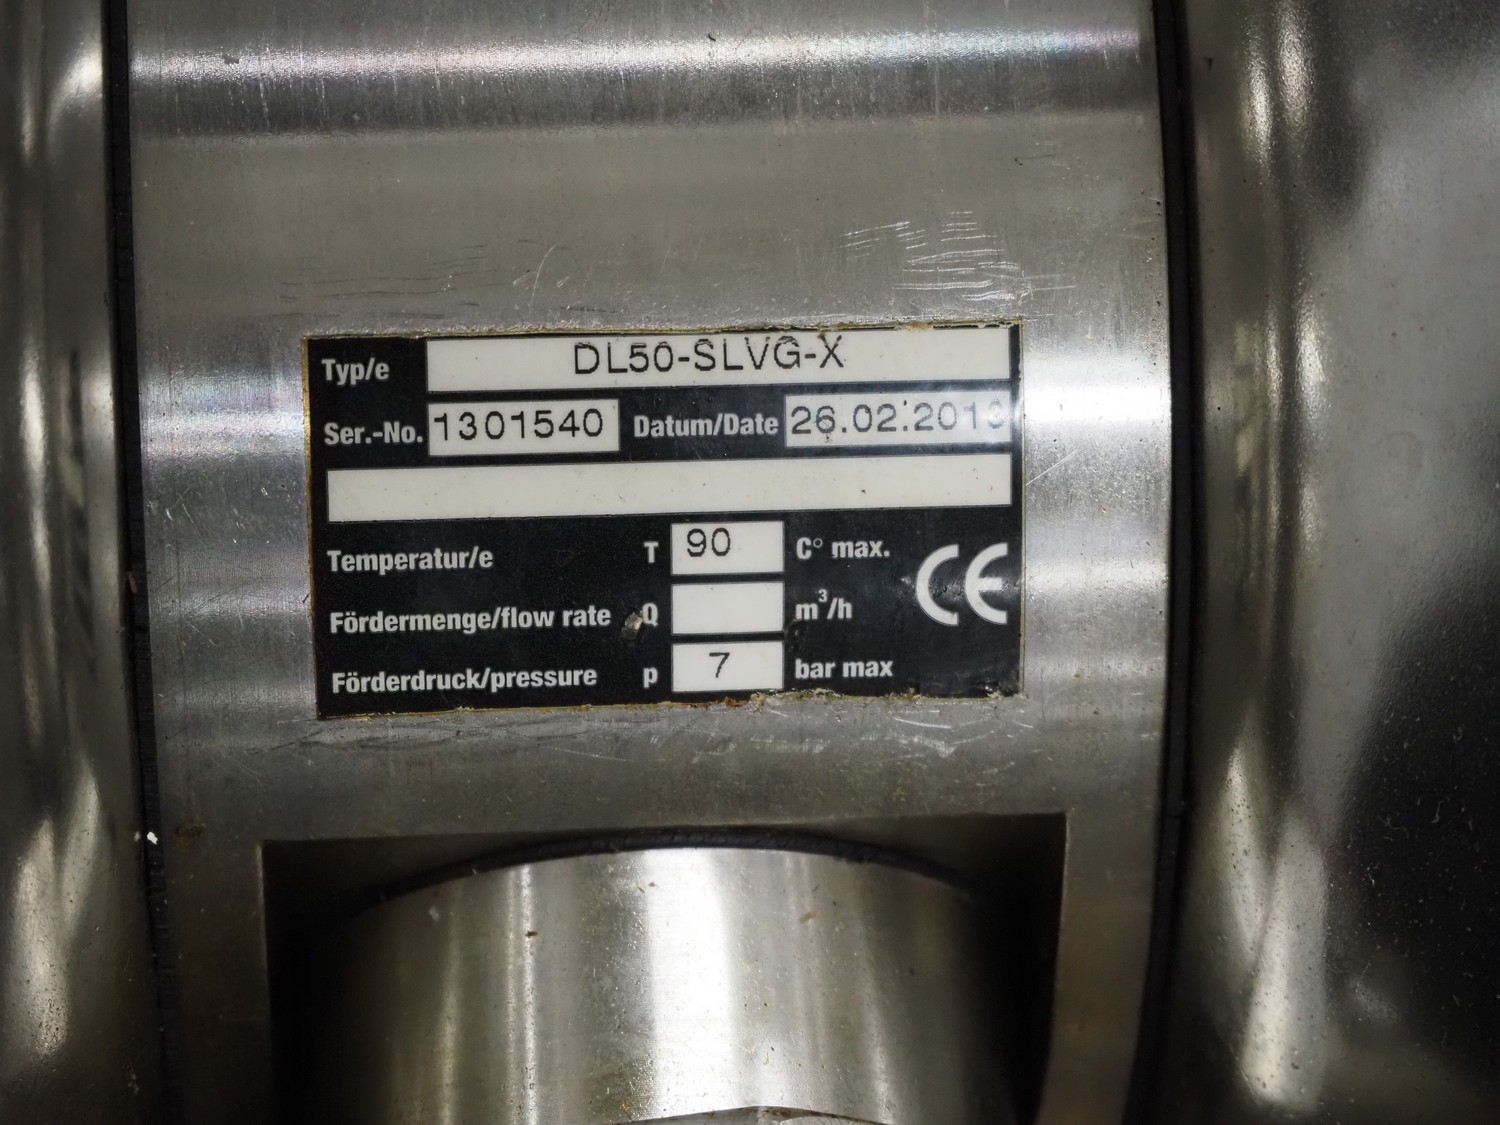 Typ/e DL50-SLVG-X
Ser.-No. 1301540 Datum/Date 26.02.2013
Temperatur/e T 90 C° max.
Fördermenge/flow rate Q m³/h
Förderdruck/pressure p 7 bar max
CE